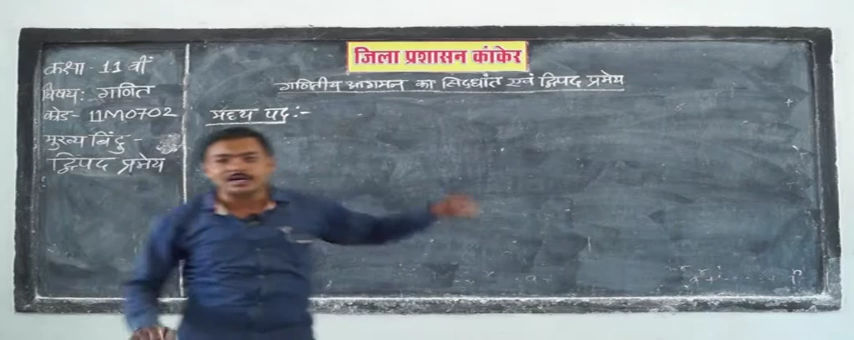 जिला प्रशासन कांकेर
गणितीय आगमन का सिद्धांत एवं द्विपद प्रमेय
कक्षा - 11 वीं
विषय:- गणित
कोड- 11M0702
मुख्य बिंदु -
द्विपद प्रमेय
मध्य पद:-